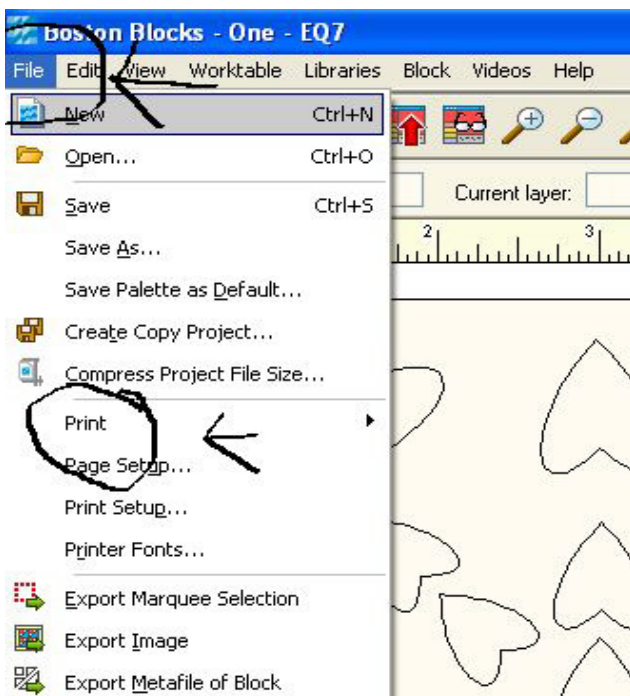 Boston Blocks - One - EQ7
File Edit View Worktable Libraries Block Videos Help
New Ctrl+N
Open... Ctrl+O
Save Ctrl+S
Current layer:
Save As...
2 3
Save Palette as Default...
Create Copy Project...
Compress Project File Size...
Print
Page Setup...
Print Setup...
Printer Fonts...
Export Marquee Selection
Export Image
Export Metafile of Block